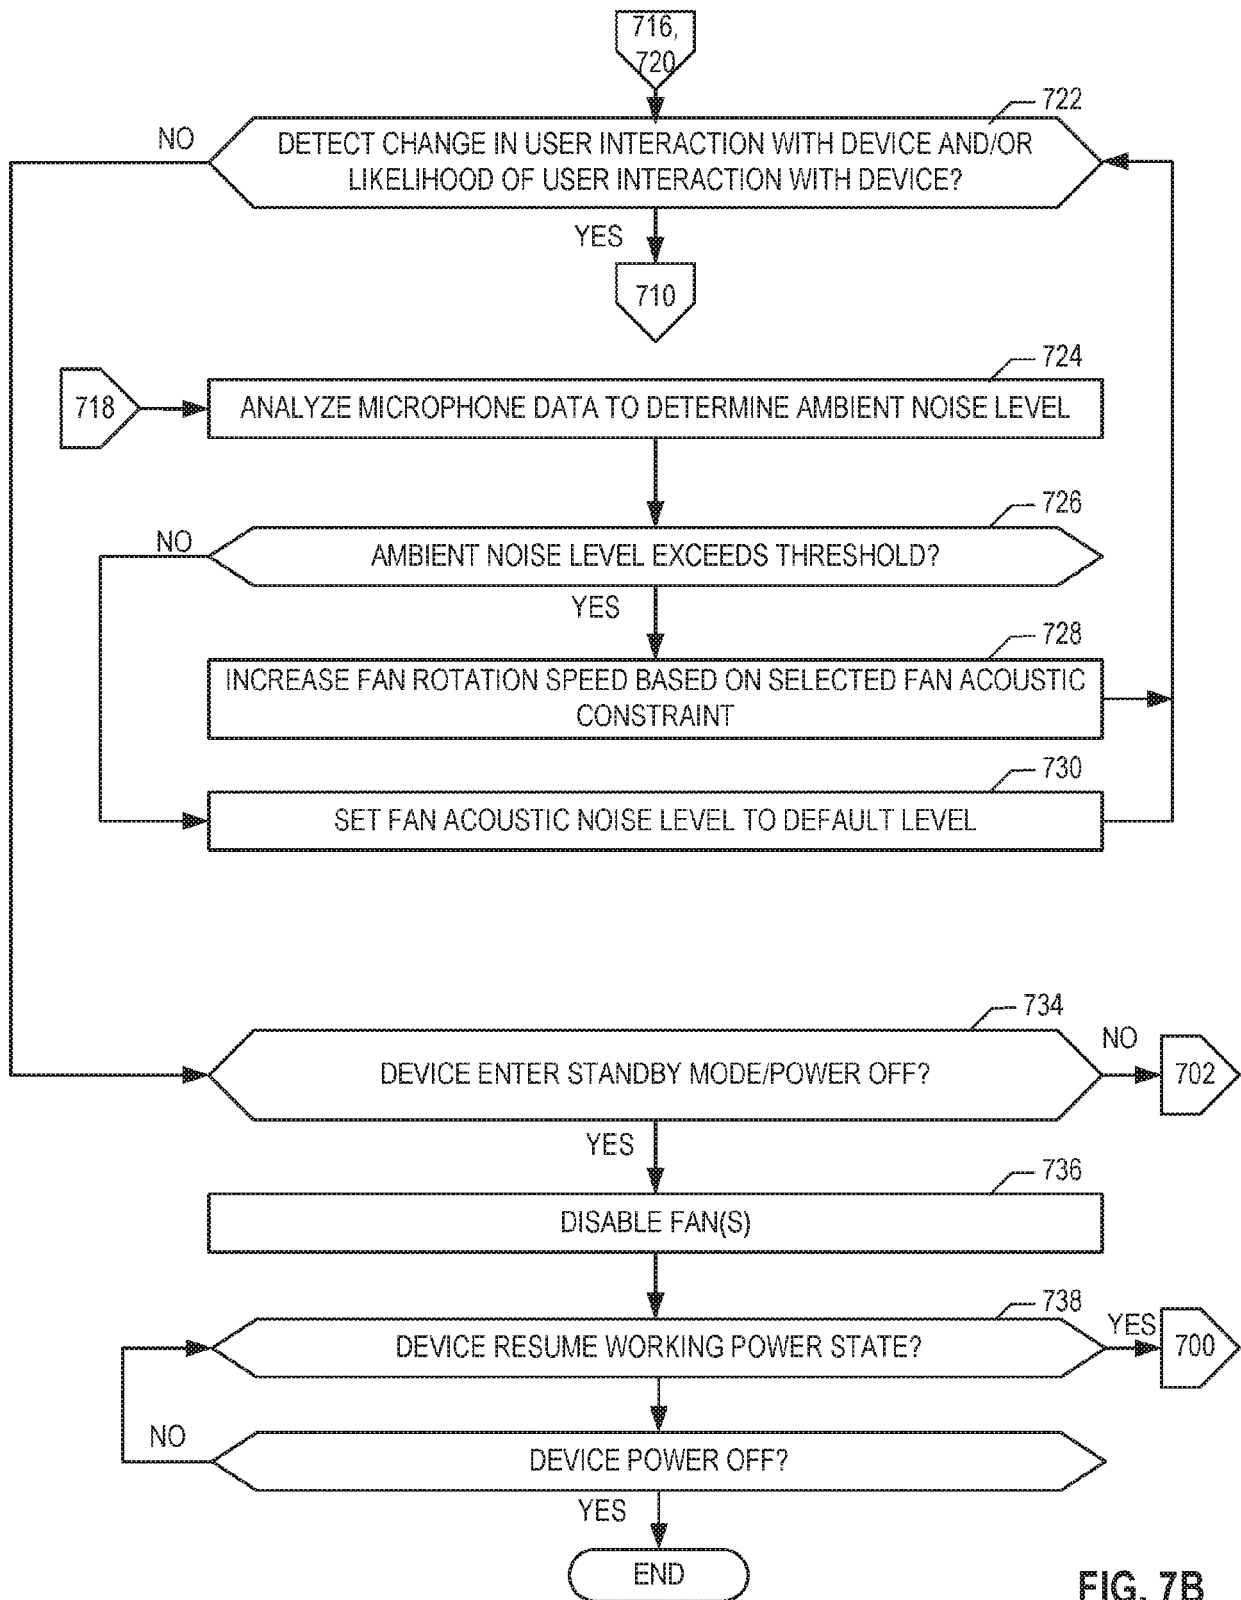 716,
720
722
NO
DETECT CHANGE IN USER INTERACTION WITH DEVICE AND/OR
LIKELIHOOD OF USER INTERACTION WITH DEVICE?
YES
710
724
718
ANALYZE MICROPHONE DATA TO DETERMINE AMBIENT NOISE LEVEL
726
NO
AMBIENT NOISE LEVEL EXCEEDS THRESHOLD?
YES
728
INCREASE FAN ROTATION SPEED BASED ON SELECTED FAN ACOUSTIC
CONSTRAINT
730
SET FAN ACOUSTIC NOISE LEVEL TO DEFAULT LEVEL
734
NO
DEVICE ENTER STANDBY MODE/POWER OFF?
702
YES
736
DISABLE FAN(S)
738
DEVICE RESUME WORKING POWER STATE?
YES
700
NO
DEVICE POWER OFF?
YES
END
FIG. 7B